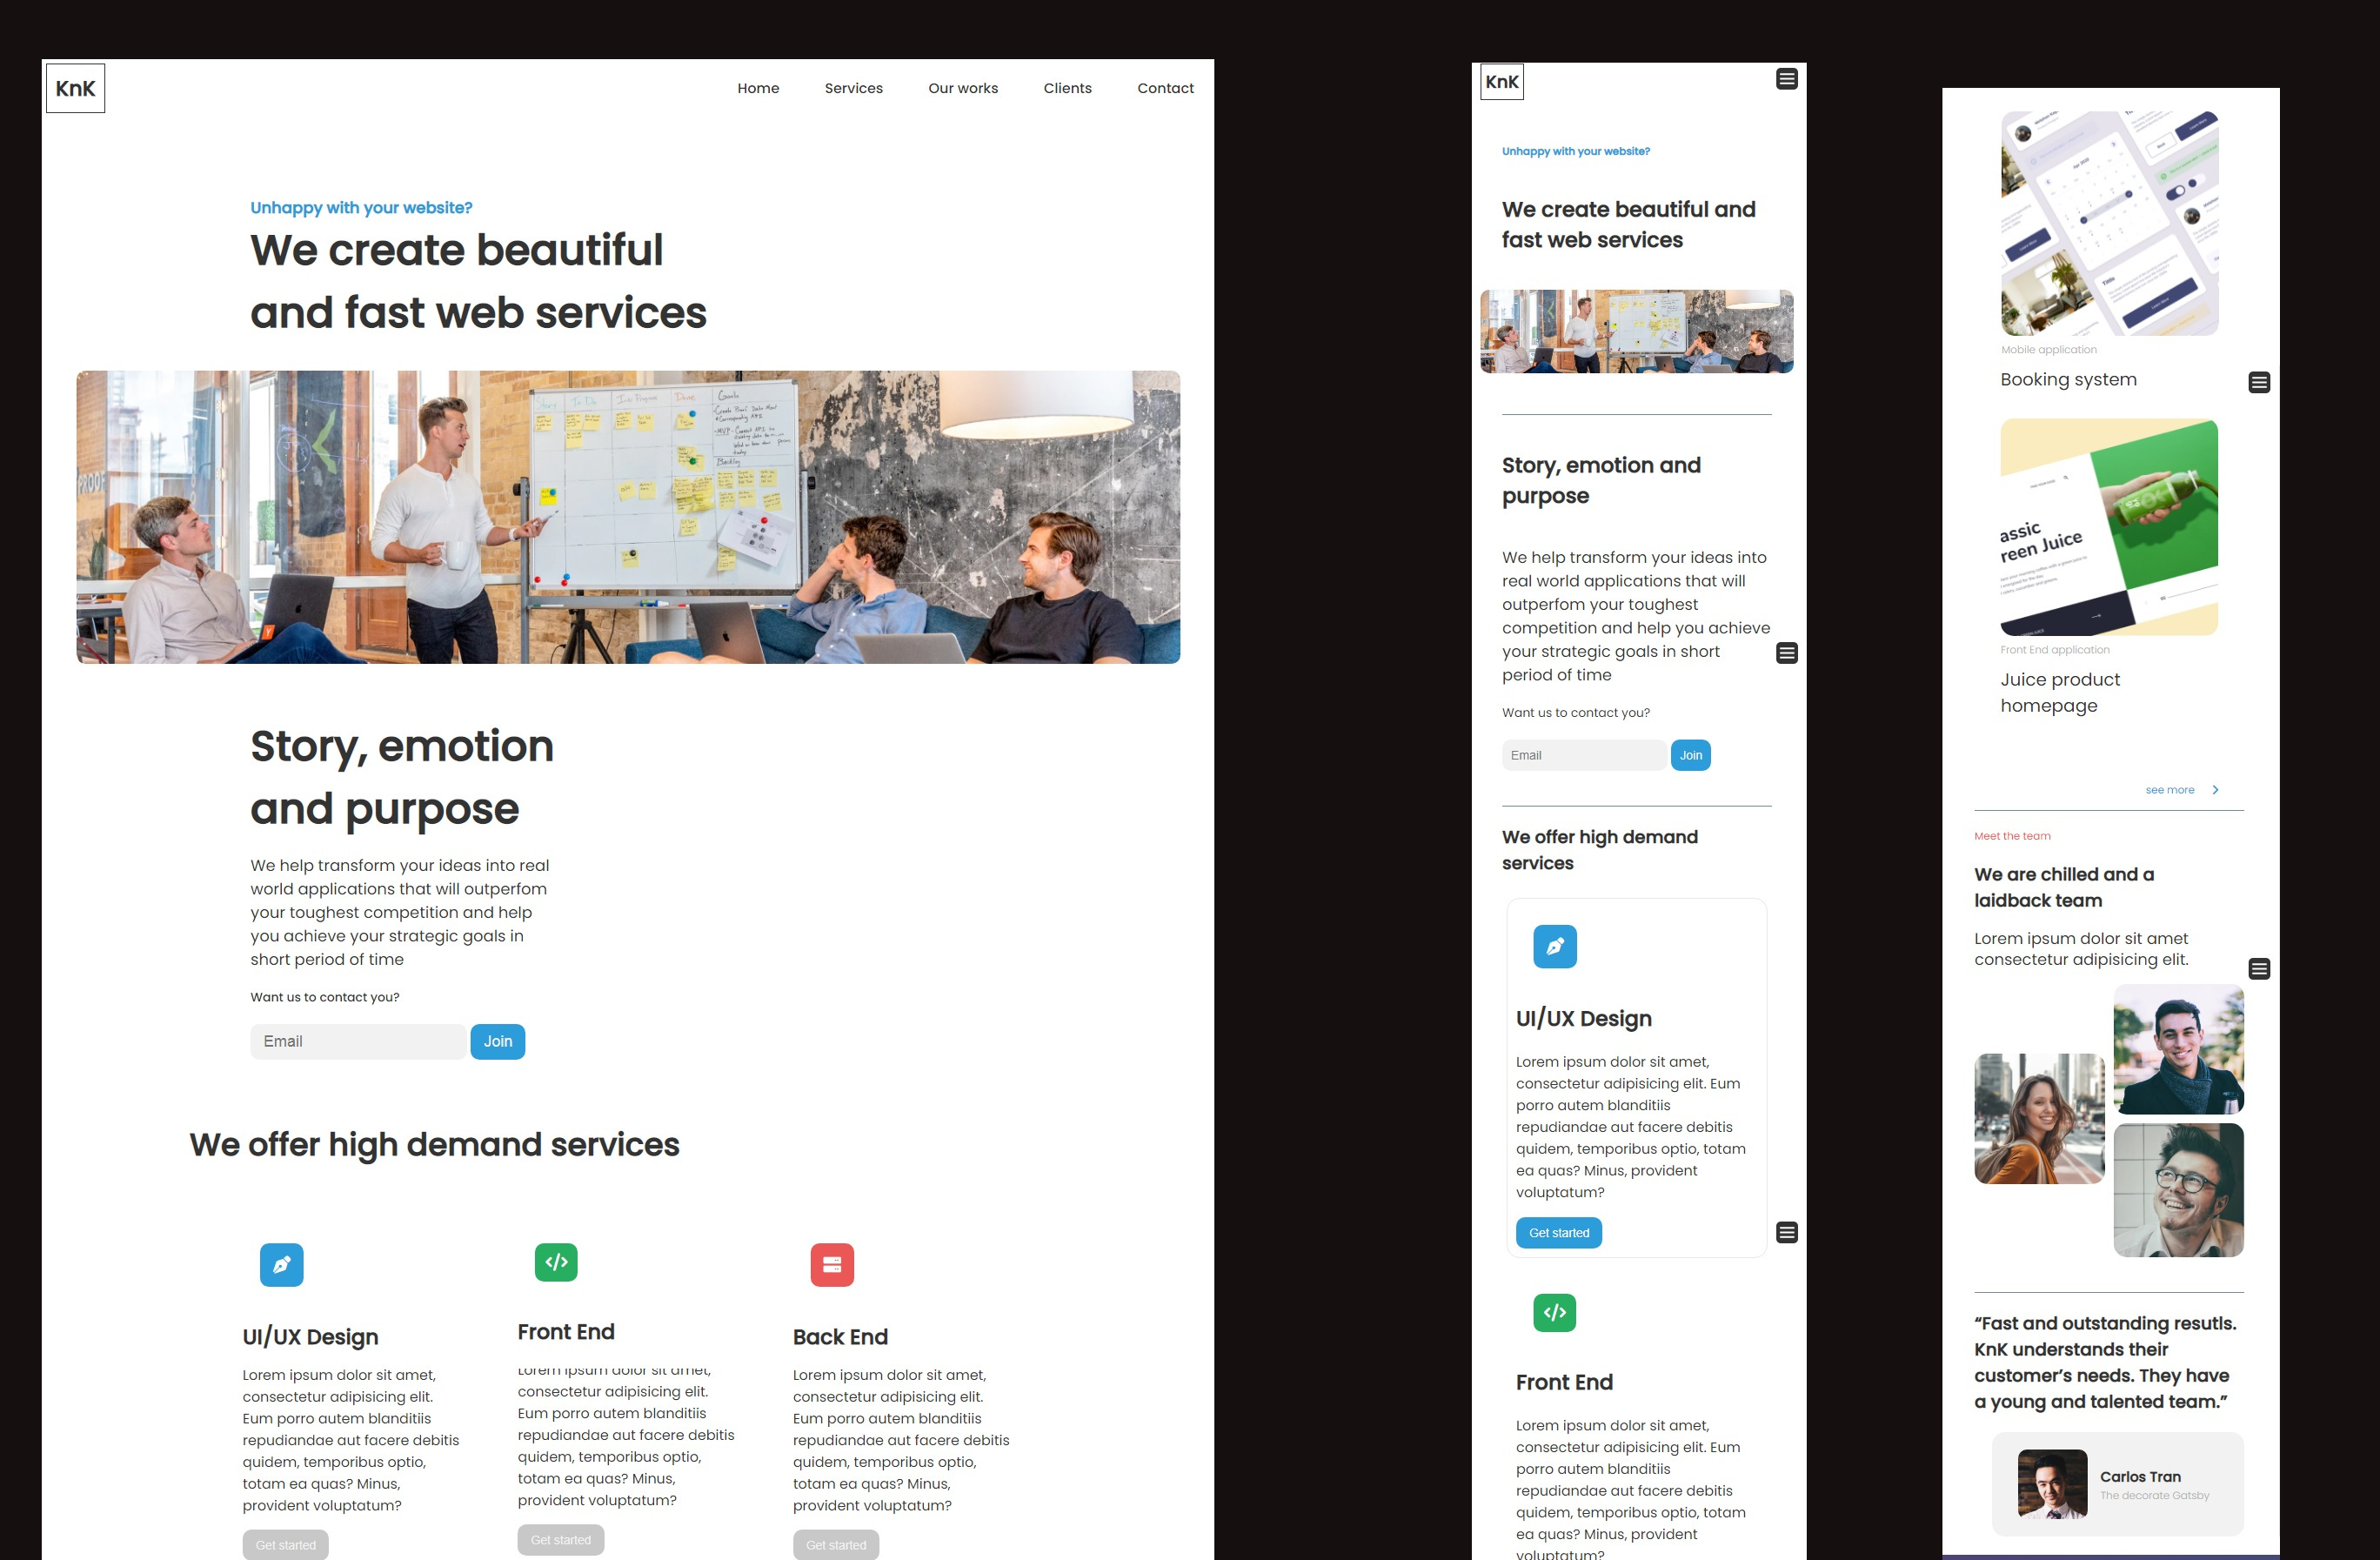 KnK
Home Services Our works Clients Contact
Unhappy with your website?
We create beautiful
and fast web services
To Do
In Progress
Done
Goals
Backlog
Story, emotion
and purpose
We help transform your ideas into real
world applications that will outperfom
your toughest competition and help
you achieve your strategic goals in
short period of time
Want us to contact you?
Email Join
We offer high demand services
UI/UX Design
Lorem ipsum dolor sit amet,
consectetur adipisicing elit.
Eum porro autem blanditiis
repudiandae aut facere debitis
quidem, temporibus optio,
totam ea quas? Minus,
provident voluptatum?
Get started
Front End
Lorem ipsum dolor sit amet,
consectetur adipisicing elit.
Eum porro autem blanditiis
repudiandae aut facere debitis
quidem, temporibus optio,
totam ea quas? Minus,
provident voluptatum?
Get started
Back End
Lorem ipsum dolor sit amet,
consectetur adipisicing elit.
Eum porro autem blanditiis
repudiandae aut facere debitis
quidem, temporibus optio,
totam ea quas? Minus,
provident voluptatum?
Get started
KnK
Unhappy with your website?
We create beautiful and
fast web services
Story, emotion and
purpose
We help transform your ideas into
real world applications that will
outperfom your toughest
competition and help you achieve
your strategic goals in short
period of time
Want us to contact you?
Email Join
We offer high demand
services
UI/UX Design
Lorem ipsum dolor sit amet,
consectetur adipisicing elit. Eum
porro autem blanditiis
repudiandae aut facere debitis
quidem, temporibus optio, totam
ea quas? Minus, provident
voluptatum?
Get started
Front End
Lorem ipsum dolor sit amet,
consectetur adipisicing elit. Eum
porro autem blanditiis
repudiandae aut facere debitis
quidem, temporibus optio, totam
ea quas? Minus, provident
voluptatum?
Title
Mobile application
Booking system
assic
reen Juice
Front End application
Juice product
homepage
see more
Meet the team
We are chilled and a
laidback team
Lorem ipsum dolor sit amet
consectetur adipisicing elit.
“Fast and outstanding resutls.
KnK understands their
customer’s needs. They have
a young and talented team.”
Carlos Tran
The decorate Gatsby